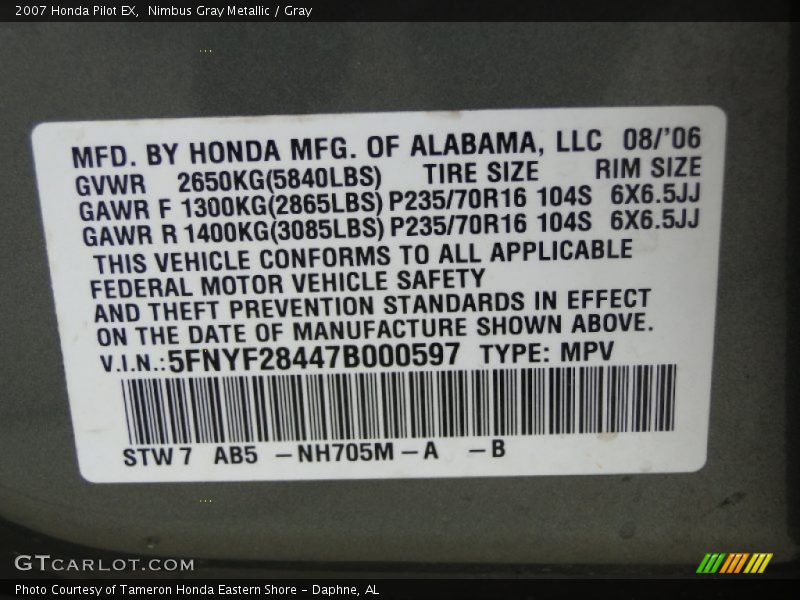 2007 Honda Pilot EX, Nimbus Gray Metallic / Gray
MFD. BY HONDA MFG. OF ALABAMA, LLC 08/'06
GVWR 2650KG(5840LBS) TIRE SIZE RIM SIZE
GAWR F 1300KG(2865LBS) P235/70R16 104S 6X6.5JJ
GAWR R 1400KG(3085LBS) P235/70R16 104S 6X6.5JJ
THIS VEHICLE CONFORMS TO ALL APPLICABLE
FEDERAL MOTOR VEHICLE SAFETY
AND THEFT PREVENTION STANDARDS IN EFFECT
ON THE DATE OF MANUFACTURE SHOWN ABOVE.
V.I.N.:5FNYF28447B000597 TYPE: MPV
STW7 AB5 –NH705M–A –B
GTCARLOT.COM
Photo Courtesy of Tameron Honda Eastern Shore – Daphne, AL